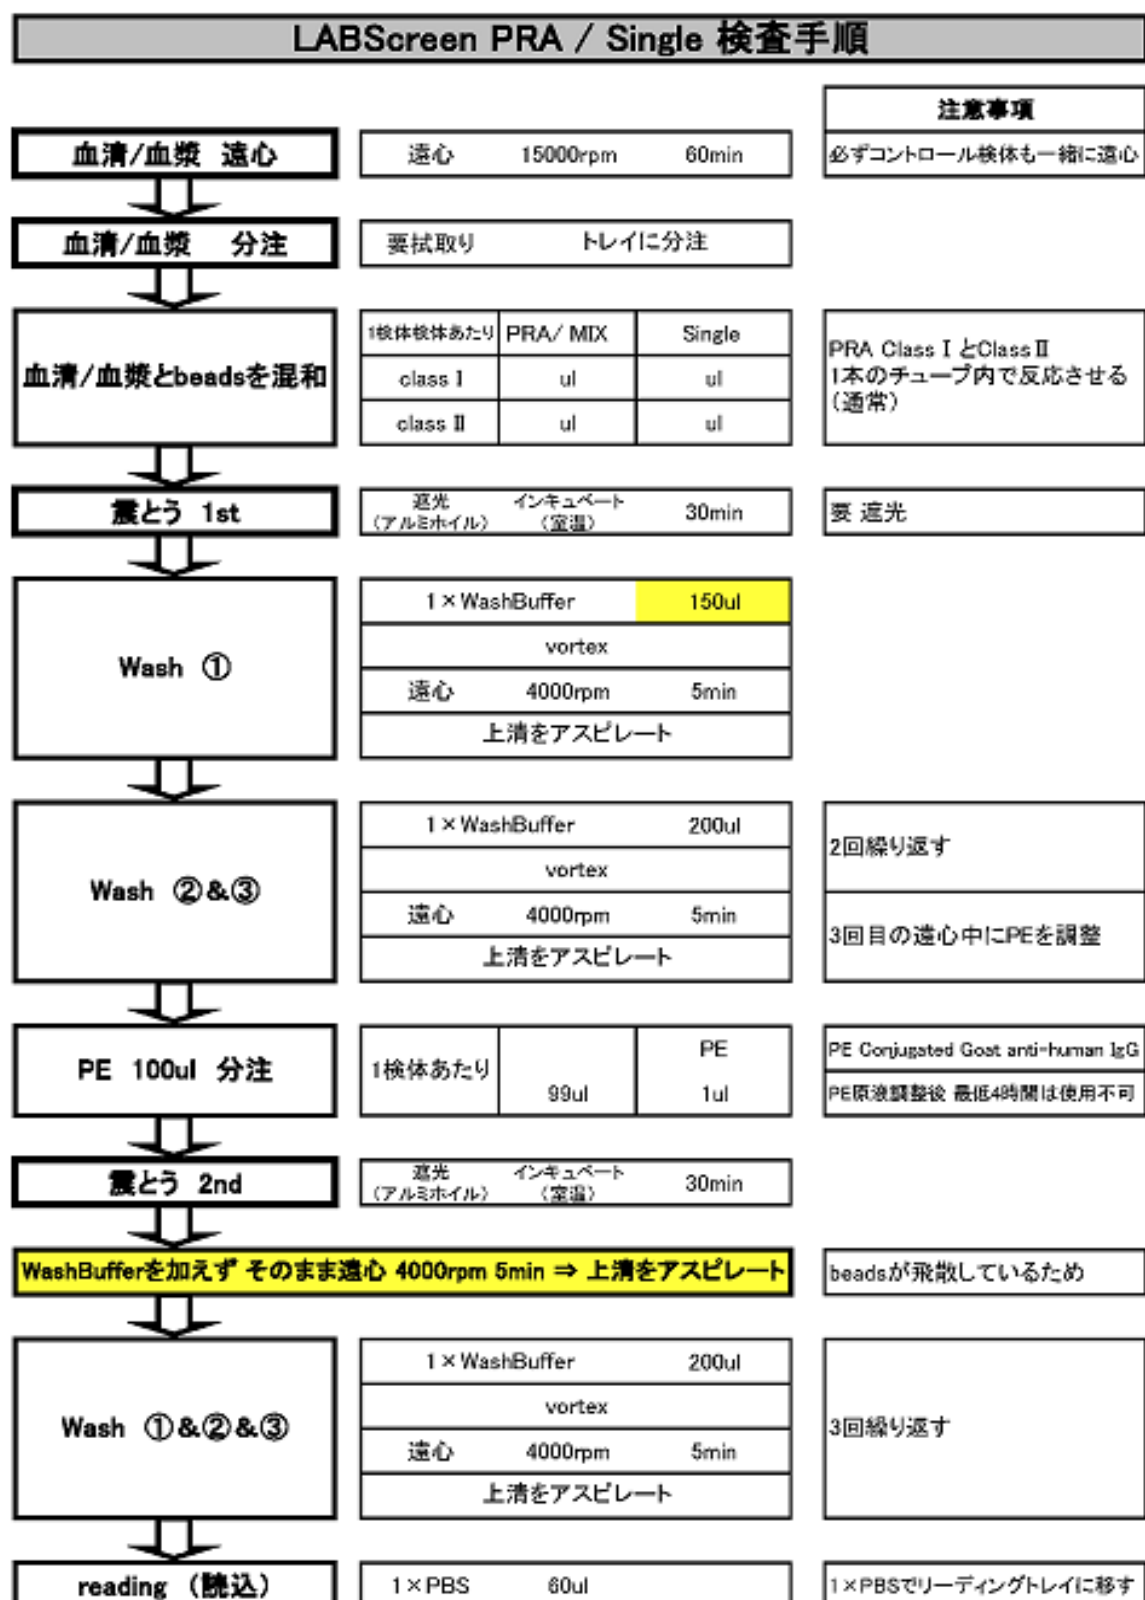 LABScreen PRA / Single 検査手順
注意事項
血清/血漿 遠心 遠心 15000rpm 60min 必ずコントロール検体も一緒に遠心
血清/血漿 分注 要拭取り トレイに分注
血清/血漿とbeadsを混和
1検体検体あたり PRA/ MIX Single
class Ⅰ ul ul
class Ⅱ ul ul
PRA Class Ⅰ とClass Ⅱ
1本のチューブ内で反応させる
(通常)
震とう 1st
遮光 インキュベート 30min
(アルミホイル) (室温)
要 遮光
Wash ①
1×WashBuffer 150ul
vortex
遠心 4000rpm 5min
上清をアスピレート
Wash ②&③
1×WashBuffer 200ul
vortex
遠心 4000rpm 5min
上清をアスピレート
2回繰り返す
3回目の遠心中にPEを調整
PE 100ul 分注
1検体あたり
PE
99ul 1ul
PE Conjugated Goat anti-human IgG
PE原液調整後 最低4時間は使用不可
震とう 2nd
遮光 インキュベート 30min
(アルミホイル) (室温)
WashBufferを加えず そのまま遠心 4000rpm 5min ⇒ 上清をアスピレート
beadsが飛散しているため
Wash ①&②&③
1×WashBuffer 200ul
vortex
遠心 4000rpm 5min
上清をアスピレート
3回繰り返す
reading (読込) 1×PBS 60ul 1×PBSでリーディングトレイに移す